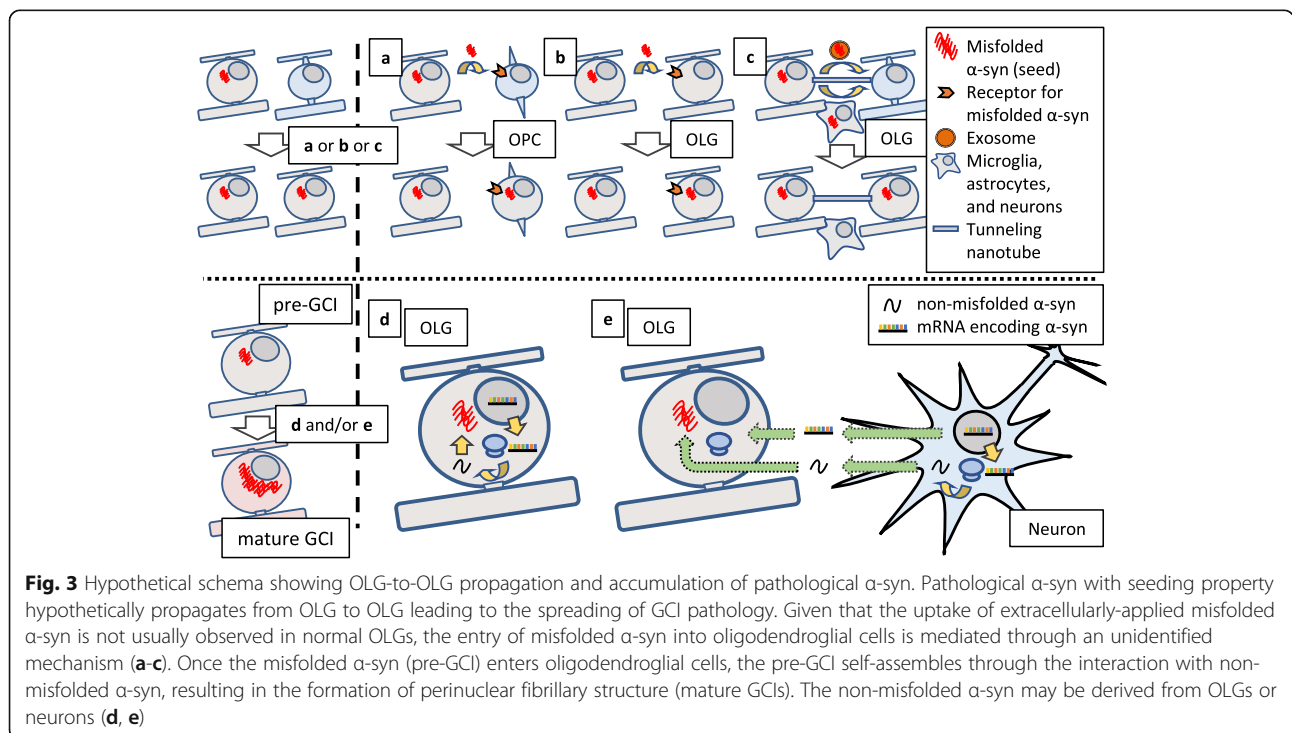 a
b
c
a or b or c
OPC
OLG
OLG
Misfolded
α-syn (seed)
Receptor for
misfolded α-syn
Exosome
Microglia,
astrocytes,
and neurons
Tunneling
nanotube
pre-GCI
d and/or e
mature GCI
d
OLG
e
OLG
non-misfolded α-syn
mRNA encoding α-syn
Neuron
Fig. 3 Hypothetical schema showing OLG-to-OLG propagation and accumulation of pathological α-syn. Pathological α-syn with seeding property
hypothetically propagates from OLG to OLG leading to the spreading of GCI pathology. Given that the uptake of extracellularly-applied misfolded
α-syn is not usually observed in normal OLGs, the entry of misfolded α-syn into oligodendroglial cells is mediated through an unidentified
mechanism (a-c). Once the misfolded α-syn (pre-GCI) enters oligodendroglial cells, the pre-GCI self-assembles through the interaction with non-
misfolded α-syn, resulting in the formation of perinuclear fibrillary structure (mature GCIs). The non-misfolded α-syn may be derived from OLGs or
neurons (d, e)